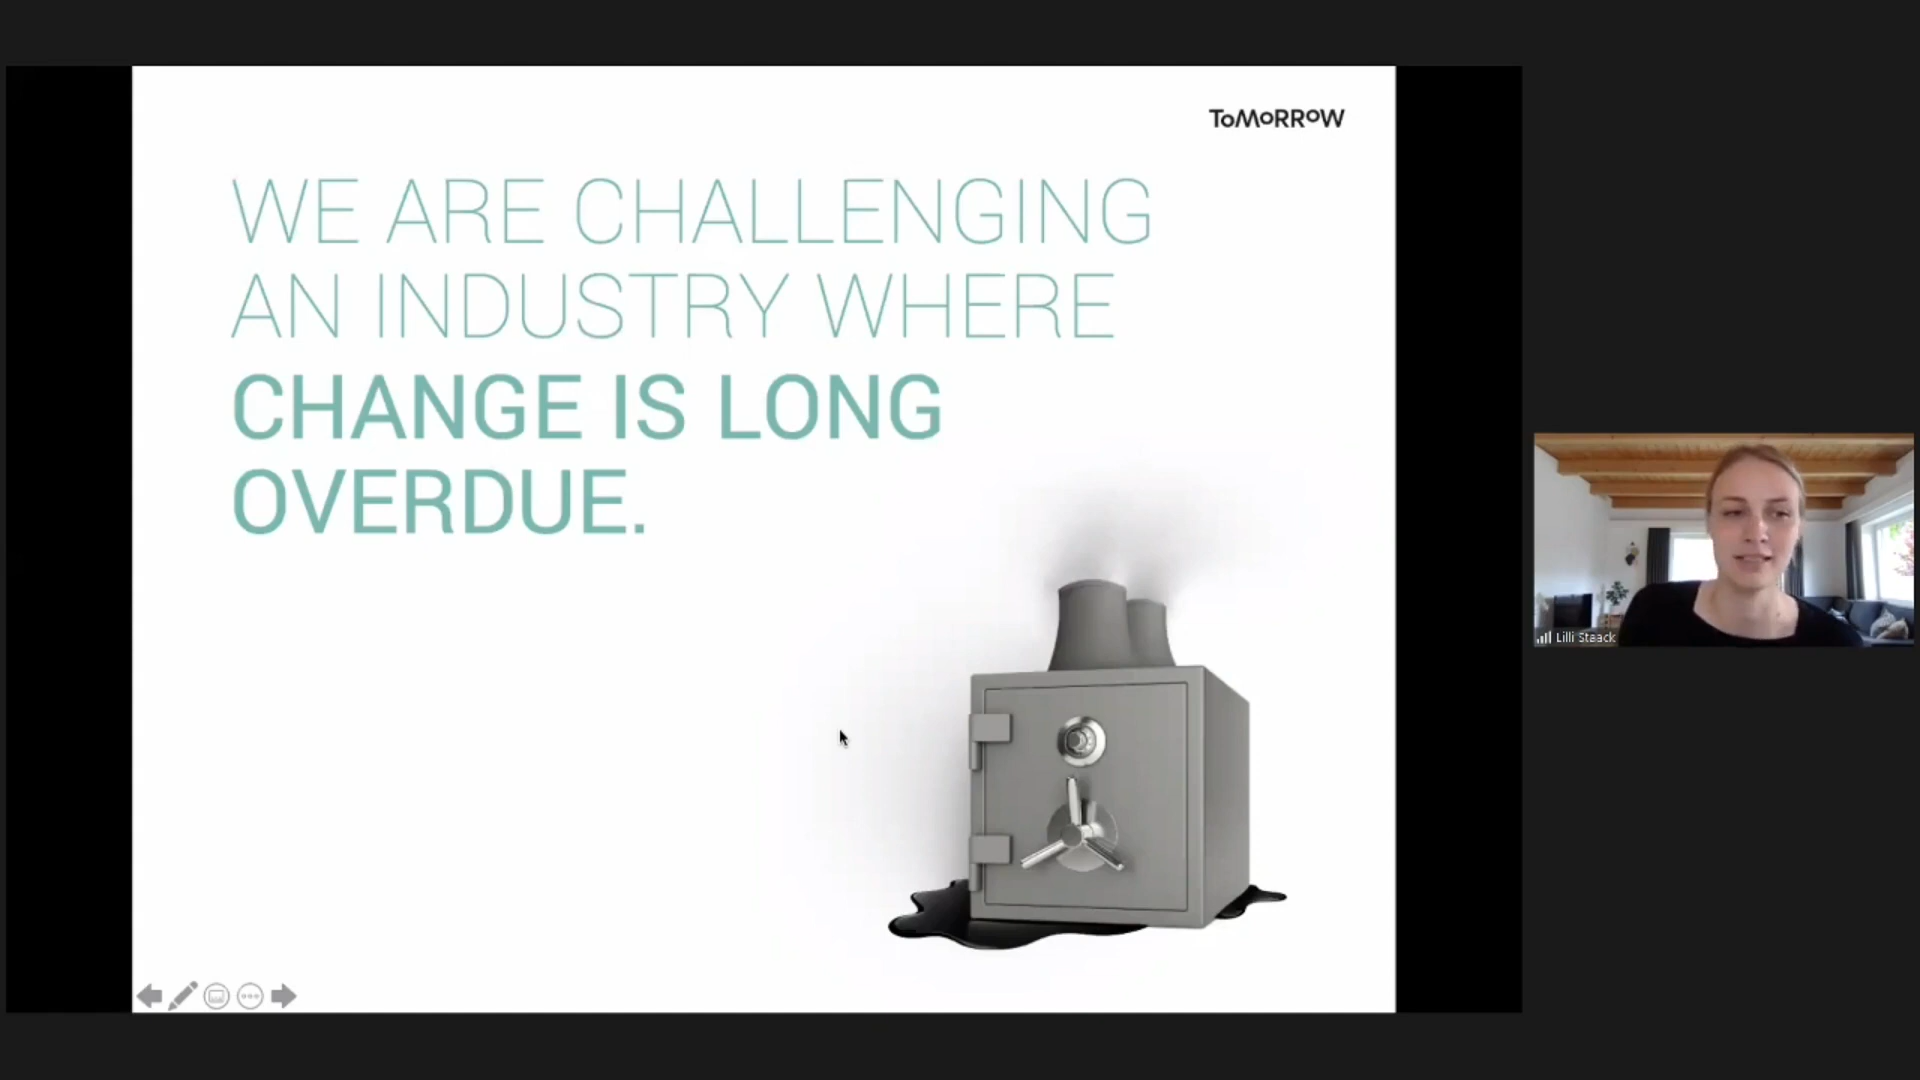 ToMoRRoW
WE ARE CHALLENGING
AN INDUSTRY WHERE
CHANGE IS LONG
OVERDUE.
Lilli Staack